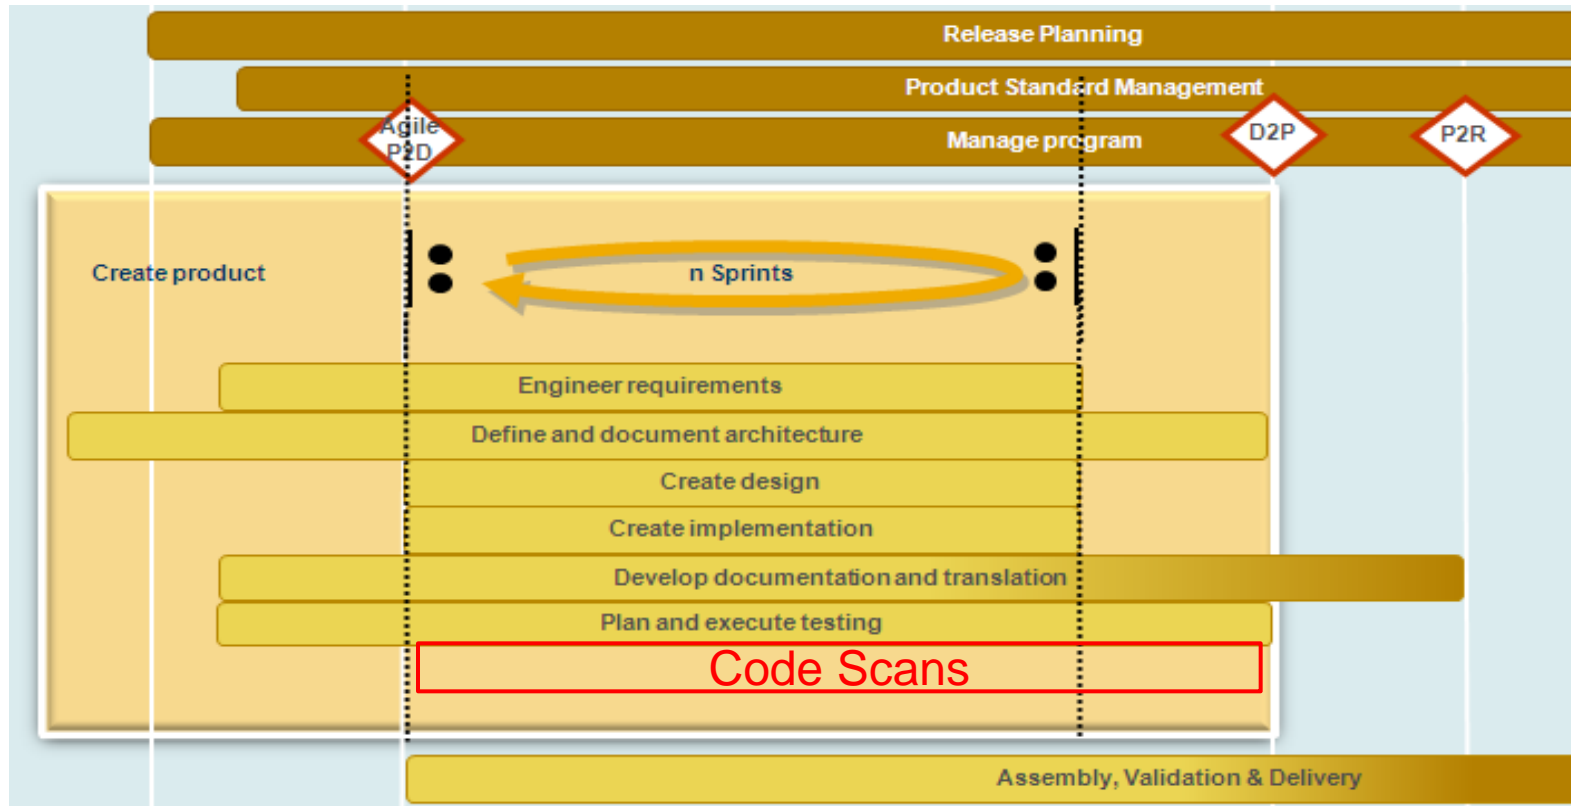 Release Planning
Product Standard Management
Agile
P2D
Manage program
D2P
P2R
Create product
n Sprints
Engineer requirements
Define and document architecture
Create design
Create implementation
Develop documentation and translation
Plan and execute testing
Code Scans
Assembly, Validation & Delivery